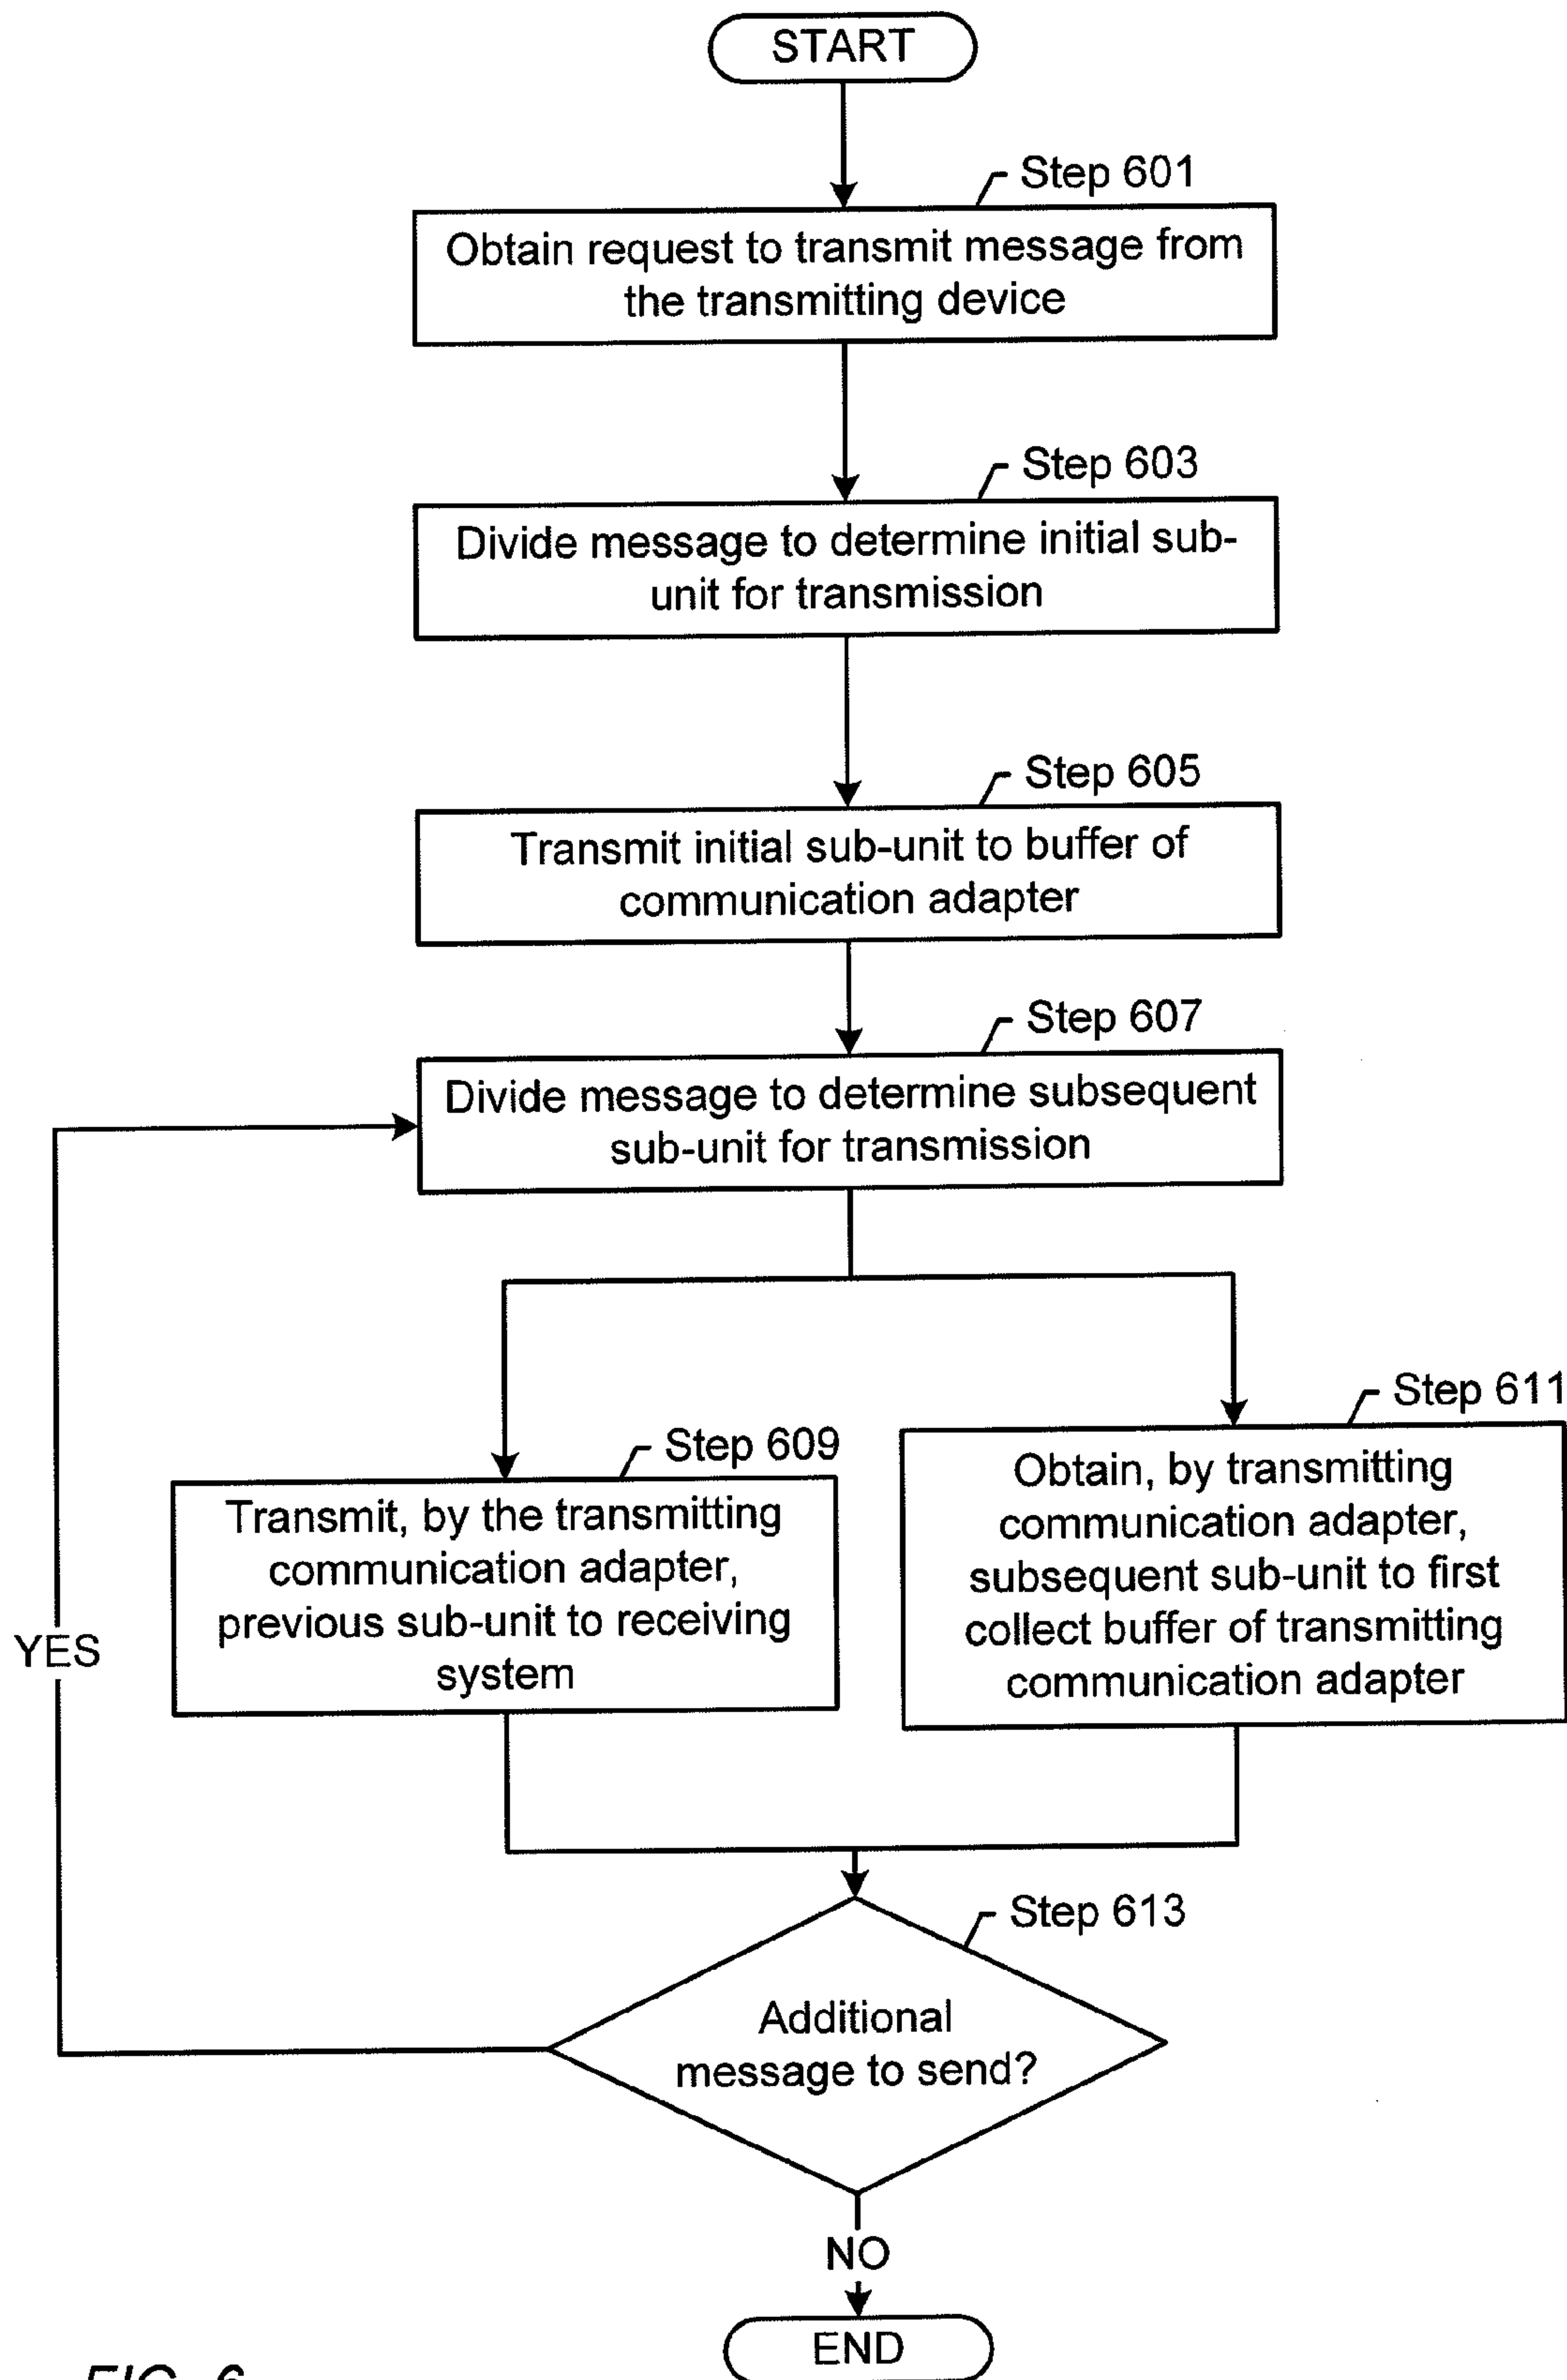 START
Step 601
Obtain request to transmit message from
the transmitting device
Step 603
Divide message to determine initial sub-
unit for transmission
Step 605
Transmit initial sub-unit to buffer of
communication adapter
Step 607
Divide message to determine subsequent
sub-unit for transmission
Step 609
Transmit, by the transmitting
communication adapter,
previous sub-unit to receiving
system
Step 611
Obtain, by transmitting
communication adapter,
subsequent sub-unit to first
collect buffer of transmitting
communication adapter
YES
Step 613
Additional
message to send?
NO
END
FIG. 6